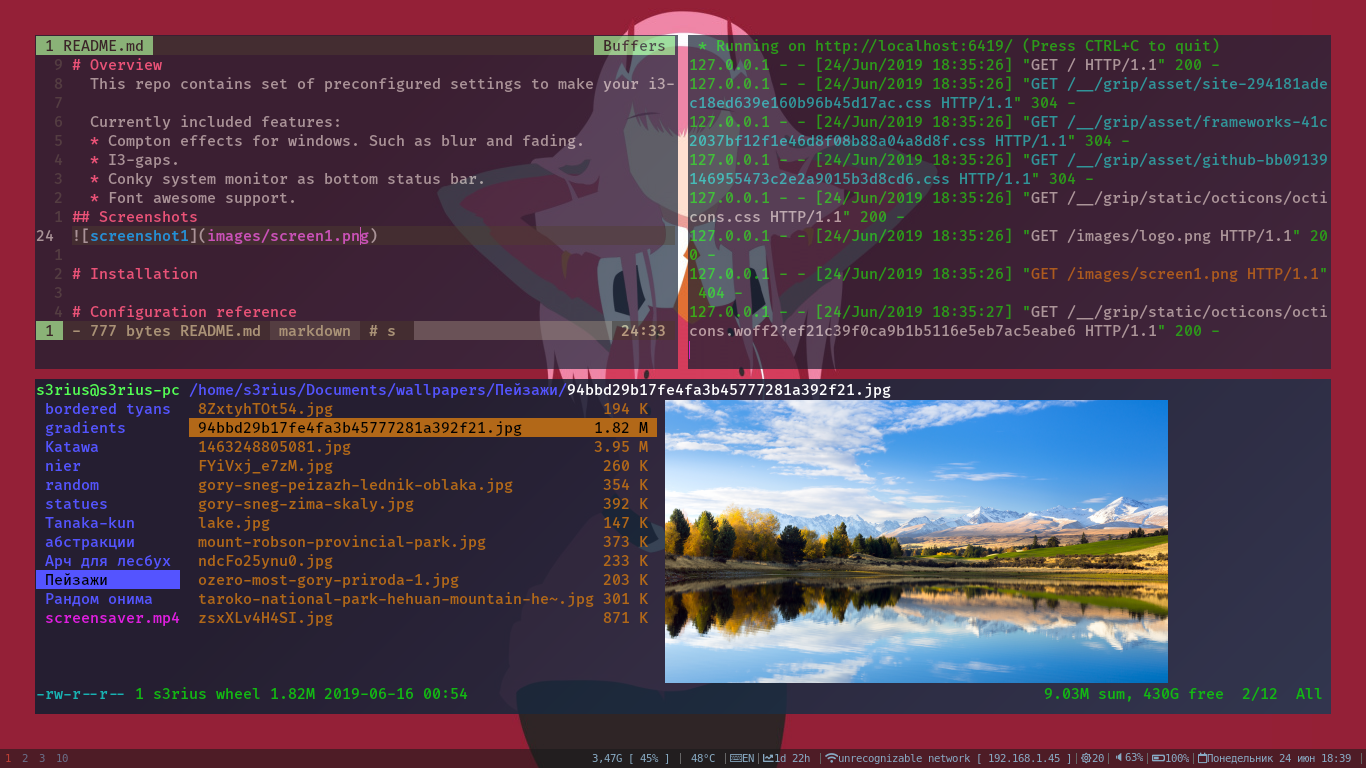 1 README.md Buffers
9 # Overview
8 This repo contains set of preconfigured settings to make your i3-
7
6 Currently included features:
5 * Compton effects for windows. Such as blur and fading.
4 * I3-gaps.
3 * Conky system monitor as bottom status bar.
2 * Font awesome support.
1 ## Screenshots
24 ![screenshot1](images/screen1.png)
1
2 # Installation
3
4 # Configuration reference
1 - 777 bytes README.md markdown # s 24:33
* Running on http://localhost:6419/ (Press CTRL+C to quit)
127.0.0.1 - - [24/Jun/2019 18:35:26] "GET / HTTP/1.1" 200 -
127.0.0.1 - - [24/Jun/2019 18:35:26] "GET /__/grip/asset/site-294181ade
c18ed639e160b96b45d17ac.css HTTP/1.1" 304 -
127.0.0.1 - - [24/Jun/2019 18:35:26] "GET /__/grip/asset/frameworks-41c
2037bf12f1e46d8f08b88a04a8d8f.css HTTP/1.1" 304 -
127.0.0.1 - - [24/Jun/2019 18:35:26] "GET /__/grip/asset/github-bb09139
146955473c2e2a9015b3d8cd6.css HTTP/1.1" 304 -
127.0.0.1 - - [24/Jun/2019 18:35:26] "GET /__/grip/static/octicons/octi
cons.css HTTP/1.1" 200 -
127.0.0.1 - - [24/Jun/2019 18:35:26] "GET /images/logo.png HTTP/1.1" 20
0 -
127.0.0.1 - - [24/Jun/2019 18:35:26] "GET /images/screen1.png HTTP/1.1"
404 -
127.0.0.1 - - [24/Jun/2019 18:35:27] "GET /__/grip/static/octicons/octi
cons.woff2?ef21c39f0ca9b1b5116e5eb7ac5eabe6 HTTP/1.1" 200 -
s3rius@s3rius-pc /home/s3rius/Documents/wallpapers/Пейзажи/94bbd29b17fe4fa3b45777281a392f21.jpg
bordered tyans 8ZxtyhTOt54.jpg 194 K
gradients 94bbd29b17fe4fa3b45777281a392f21.jpg 1.82 M
Katawa 1463248805081.jpg 3.95 M
nier FYiVxj_e7zM.jpg 260 K
random gory-sneg-peizazh-lednik-oblaka.jpg 354 K
statues gory-sneg-zima-skaly.jpg 392 K
Tanaka-kun lake.jpg 147 K
абстракции mount-robson-provincial-park.jpg 373 K
Арч для лесбух ndcFo25ynu0.jpg 233 K
Пейзажи ozero-most-gory-priroda-1.jpg 203 K
Рандом онима taroko-national-park-hehuan-mountain-he~.jpg 301 K
screensaver.mp4 zsxXLv4H4SI.jpg 871 K
-rw-r--r-- 1 s3rius wheel 1.82M 2019-06-16 00:54 9.03M sum, 430G free 2/12 All
1 2 3 10 3,47G [ 45% ] | 48°C |EN|1d 22h |unrecognizable network [ 192.168.1.45 ]|20|63%|100%|Понедельник 24 июн 18:39